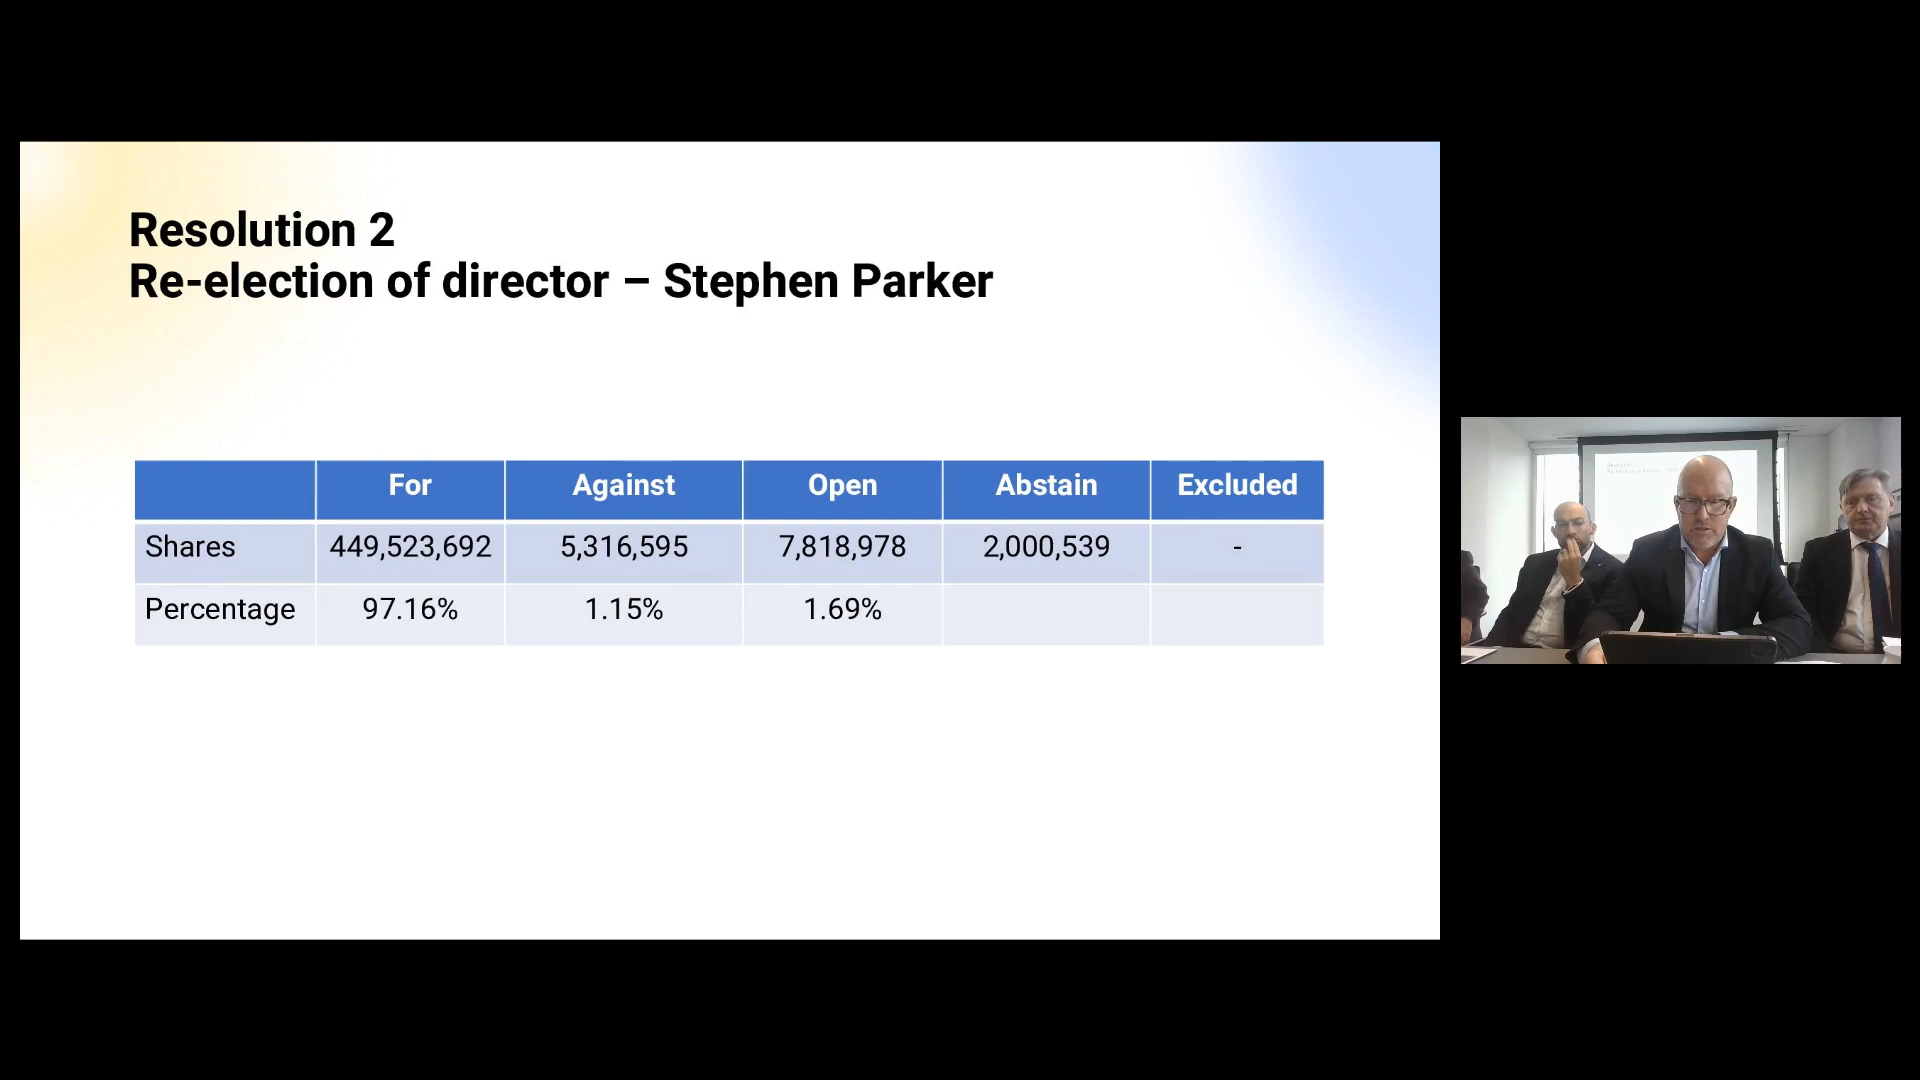 Resolution 2
Re-election of director – Stephen Parker
For Against Open Abstain Excluded
Shares 449,523,692 5,316,595 7,818,978 2,000,539 -
Percentage 97.16% 1.15% 1.69%